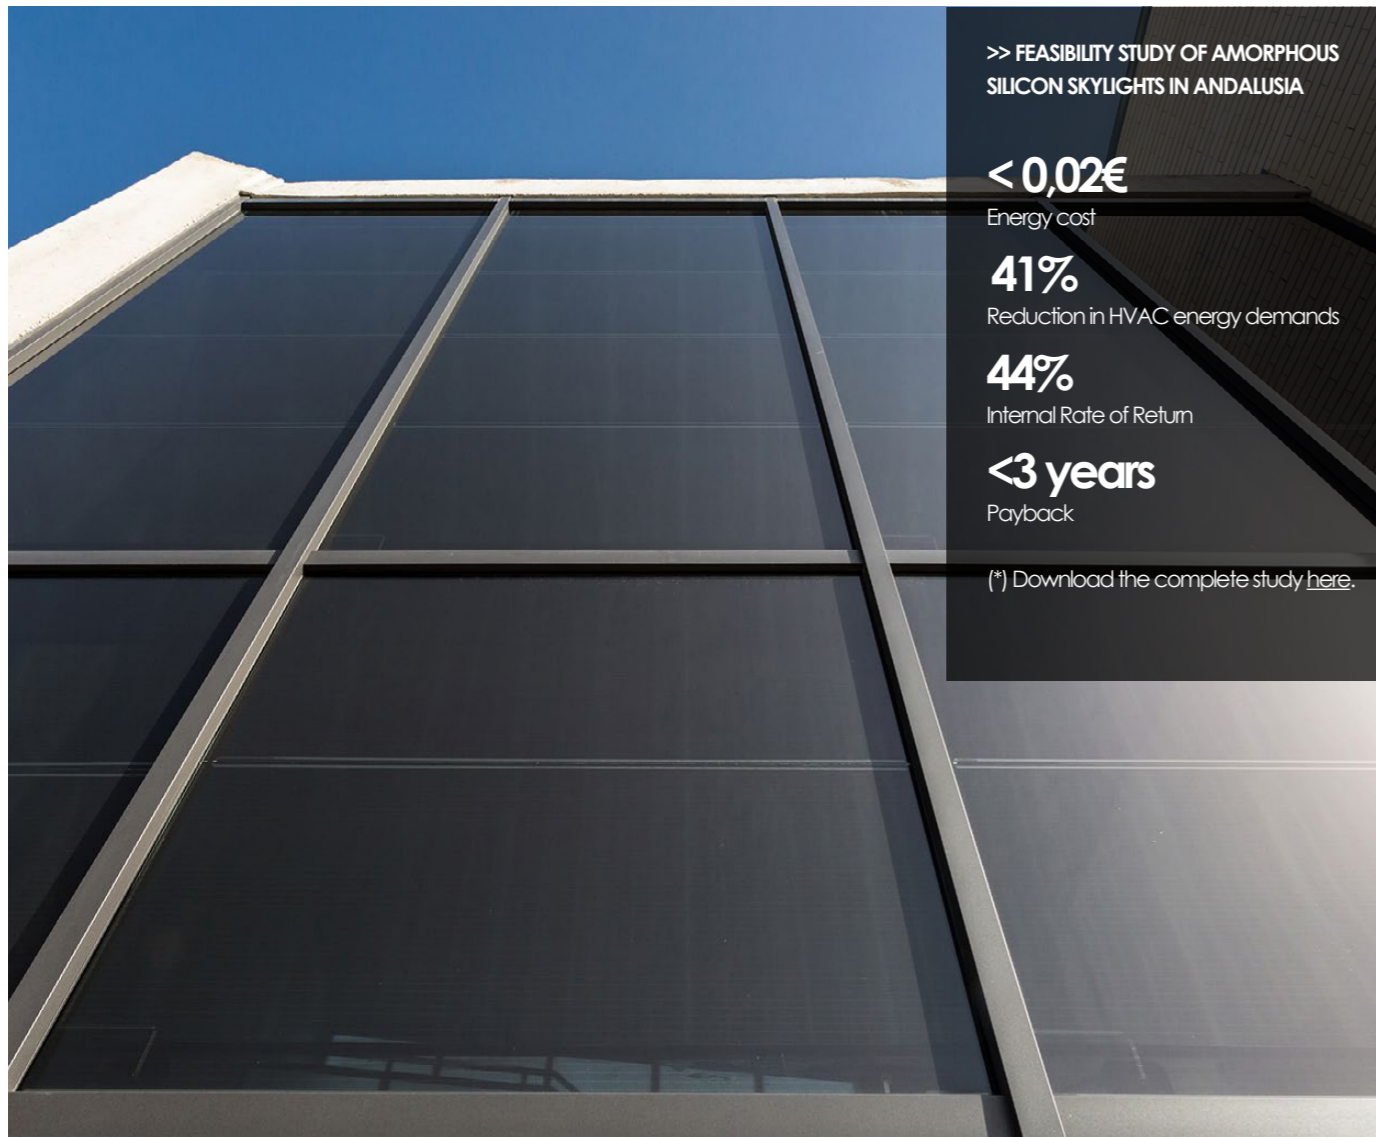 >> FEASIBILITY STUDY OF AMORPHOUS
SILICON SKYLIGHTS IN ANDALUSIA
< 0,02€
Energy cost
41%
Reduction in HVAC energy demands
44%
Internal Rate of Return
<3 years
Payback
(*) Download the complete study here.